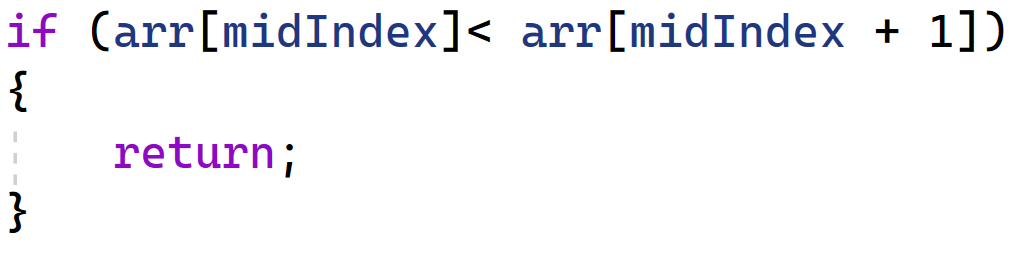 if (arr[midIndex]< arr[midIndex + 1])
{
    return;
}